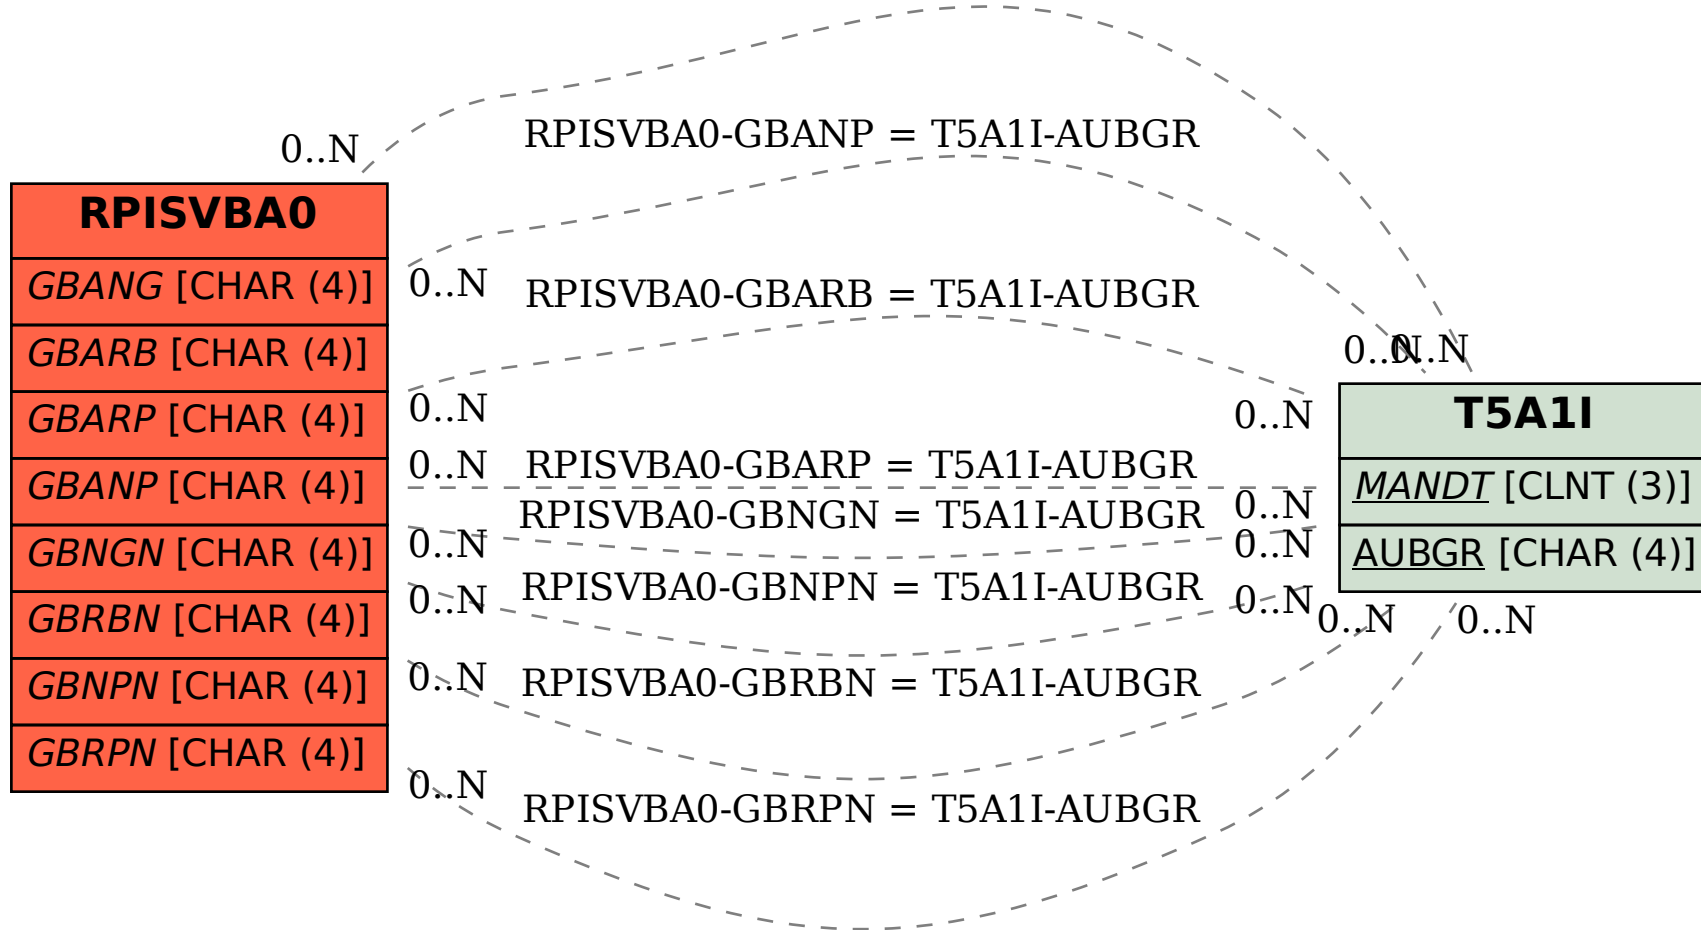 RPISVBA0
GBANG [CHAR (4)]
GBARB [CHAR (4)]
GBARP [CHAR (4)]
GBANP [CHAR (4)]
GBNGN [CHAR (4)]
GBRBN [CHAR (4)]
GBNPN [CHAR (4)]
GBRPN [CHAR (4)]
0..N
RPISVBA0-GBANP = T5A1I-AUBGR
0..N
RPISVBA0-GBARB = T5A1I-AUBGR
0..N
0..N
RPISVBA0-GBARP = T5A1I-AUBGR
RPISVBA0-GBNGN = T5A1I-AUBGR
0..N
RPISVBA0-GBNPN = T5A1I-AUBGR
0..N
0..N
RPISVBA0-GBRBN = T5A1I-AUBGR
0..N
RPISVBA0-GBRPN = T5A1I-AUBGR
0..N
0..N
0..N
0..N
0..N
0..N
0..N
0..N
T5A1I
MANDT [CLNT (3)]
AUBGR [CHAR (4)]